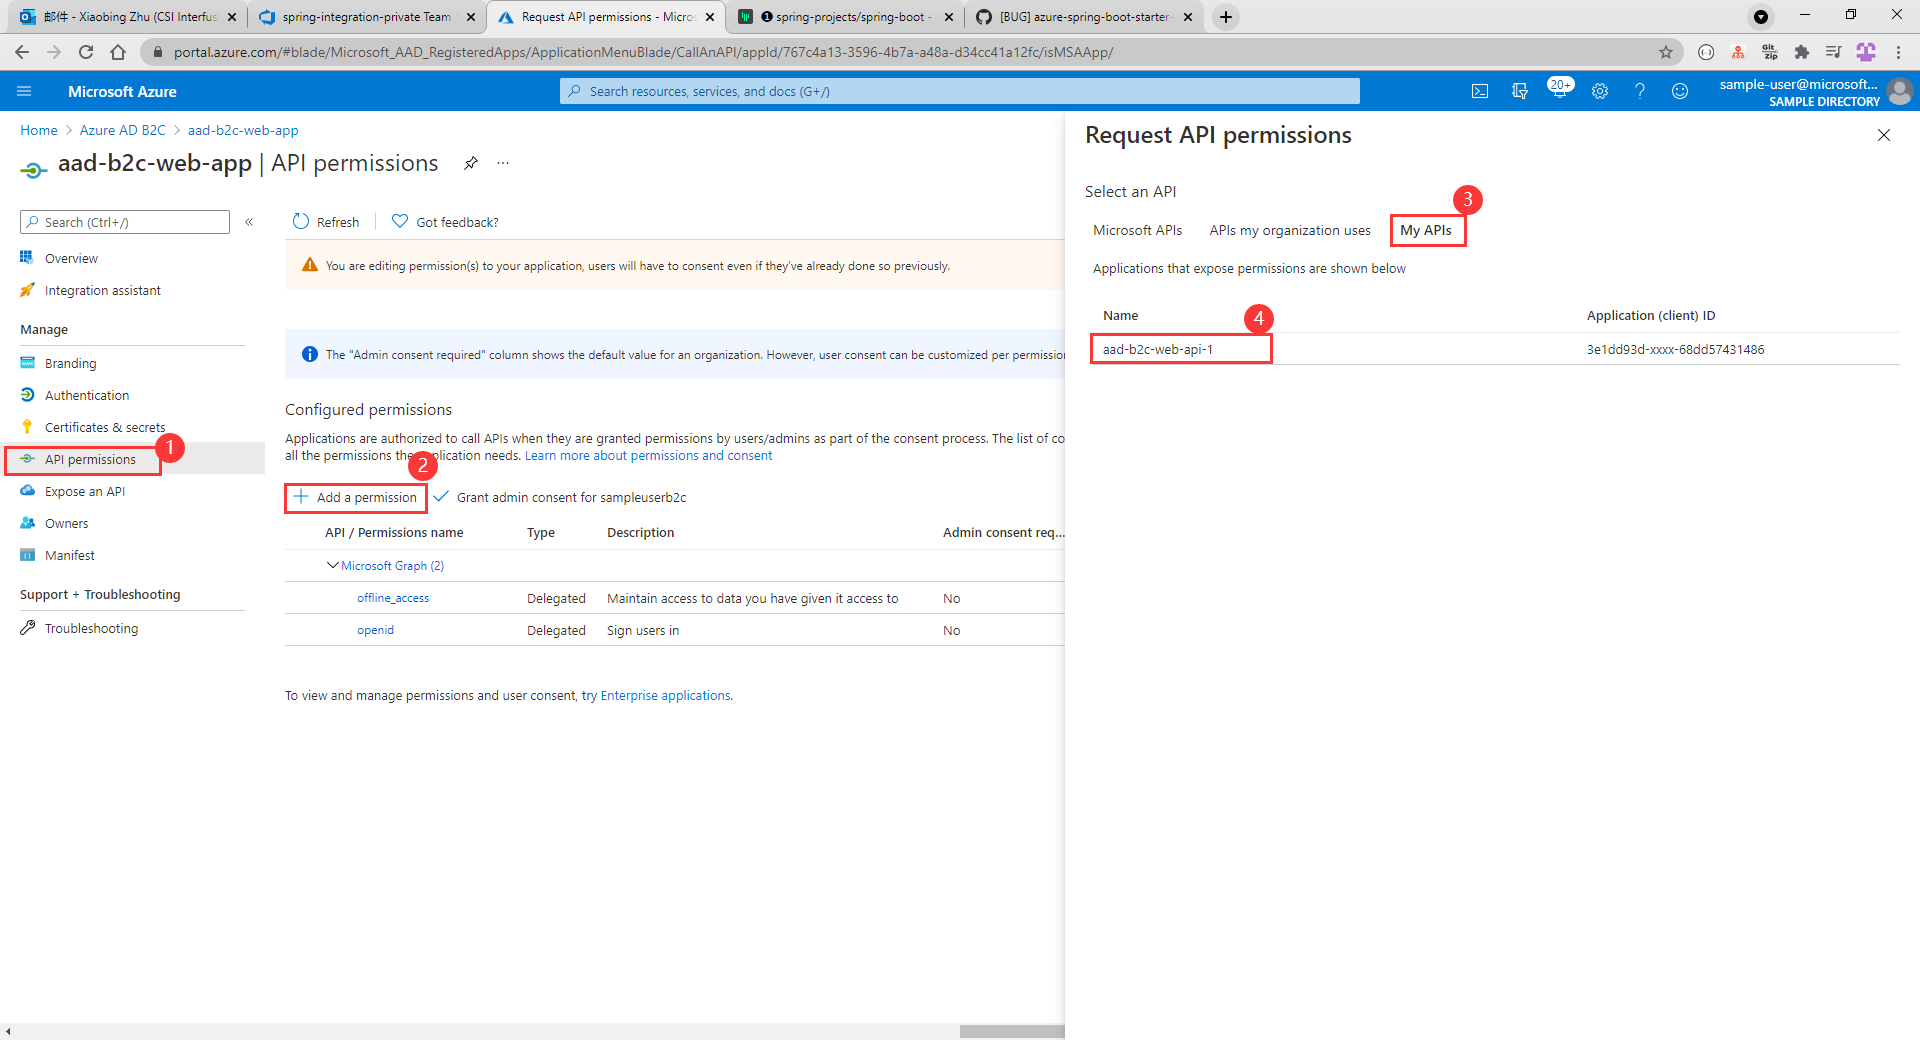 邮件 - Xiaobing Zhu (CSI Interfus
spring-integration-private Team
Request API permissions - Micros
spring-projects/spring-boot -
[BUG] azure-spring-boot-starter-
portal.azure.com/#blade/Microsoft_AAD_RegisteredApps/ApplicationMenuBlade/CallAnAPI/appId/767c4a13-3596-4b7a-a48a-d34cc41a12fc/isMSAApp/
Microsoft Azure
Search resources, services, and docs (G+/)
20+
sample-user@microsoft...
SAMPLE DIRECTORY
Home > Azure AD B2C > aad-b2c-web-app
aad-b2c-web-app | API permissions
Search (Ctrl+/)
Overview
Integration assistant
Manage
Branding
Authentication
Certificates & secrets
API permissions
1
Expose an API
Owners
Manifest
Support + Troubleshooting
Troubleshooting
Refresh
Got feedback?
You are editing permission(s) to your application, users will have to consent even if they've already done so previously.
The "Admin consent required" column shows the default value for an organization. However, user consent can be customized per permission
Configured permissions
Applications are authorized to call APIs when they are granted permissions by users/admins as part of the consent process. The list of co
all the permissions the application needs. Learn more about permissions and consent
2
Add a permission
Grant admin consent for sampleuserb2c
API / Permissions name Type Description Admin consent req...
Microsoft Graph (2)
offline_access Delegated Maintain access to data you have given it access to No
openid Delegated Sign users in No
To view and manage permissions and user consent, try Enterprise applications.
Request API permissions
Select an API
3
Microsoft APIs APIs my organization uses My APIs
Applications that expose permissions are shown below
Name Application (client) ID
4
aad-b2c-web-api-1 3e1dd93d-xxxx-68dd57431486